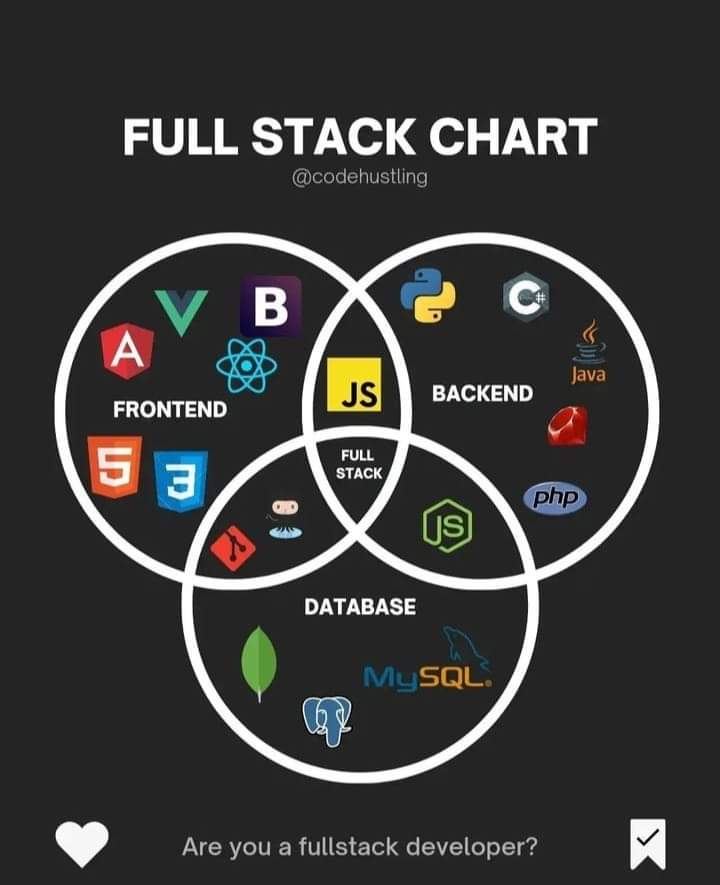 FULL STACK CHART
@codehustling
B
A
JS
Java
BACKEND
FRONTEND
FULL
STACK
5
3
php
JS
C#
DATABASE
MySQL®
Are you a fullstack developer?